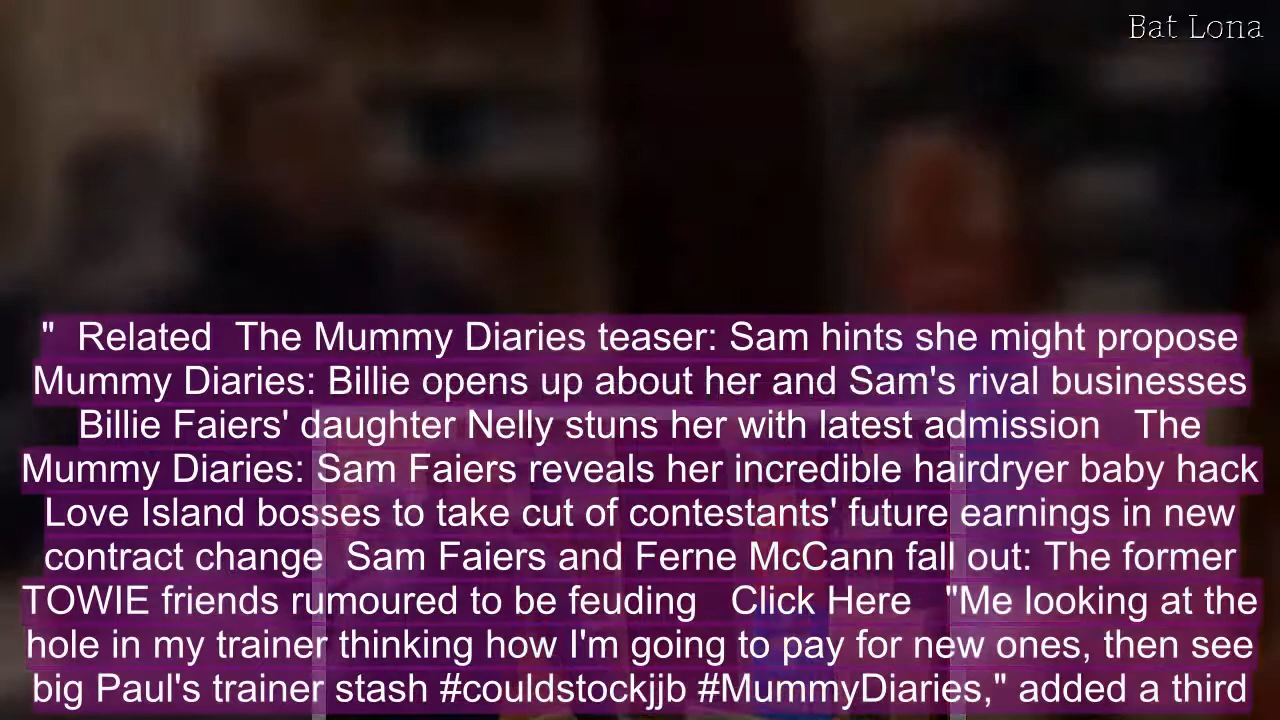 Bat Lona
" Related The Mummy Diaries teaser: Sam hints she might propose
Mummy Diaries: Billie opens up about her and Sam's rival businesses
Billie Faiers' daughter Nelly stuns her with latest admission The
Mummy Diaries: Sam Faiers reveals her incredible hairdryer baby hack
Love Island bosses to take cut of contestants' future earnings in new
contract change Sam Faiers and Ferne McCann fall out: The former
TOWIE friends rumoured to be feuding Click Here "Me looking at the
hole in my trainer thinking how I'm going to pay for new ones, then see
big Paul's trainer stash #couldstockjjb #MummyDiaries," added a third